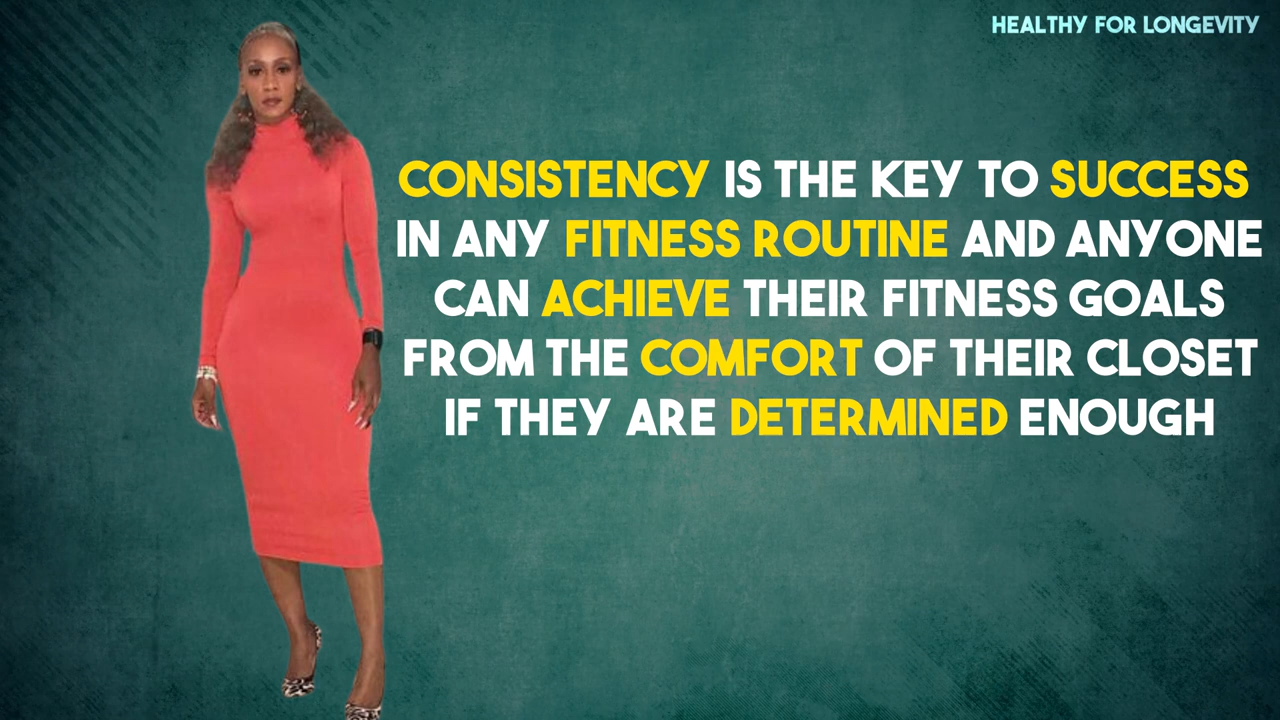 HEALTHY FOR LONGEVITY
CONSISTENCY IS THE KEY TO SUCCESS
IN ANY FITNESS ROUTINE AND ANYONE
CAN ACHIEVE THEIR FITNESS GOALS
FROM THE COMFORT OF THEIR CLOSET
IF THEY ARE DETERMINED ENOUGH